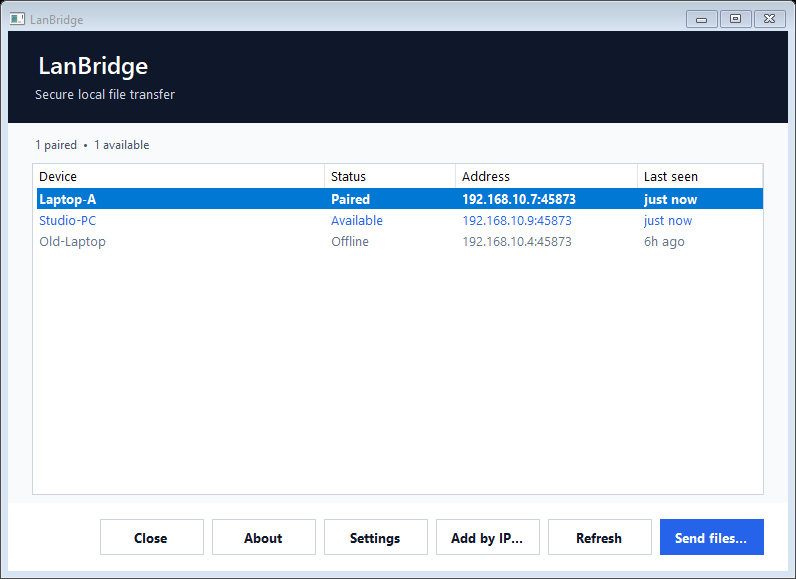 LanBridge
LanBridge
Secure local file transfer
1 paired • 1 available
Device Status Address Last seen
Laptop-A Paired 192.168.10.7:45873 just now
Studio-PC Available 192.168.10.9:45873 just now
Old-Laptop Offline 192.168.10.4:45873 6h ago
Close About Settings Add by IP... Refresh Send files...